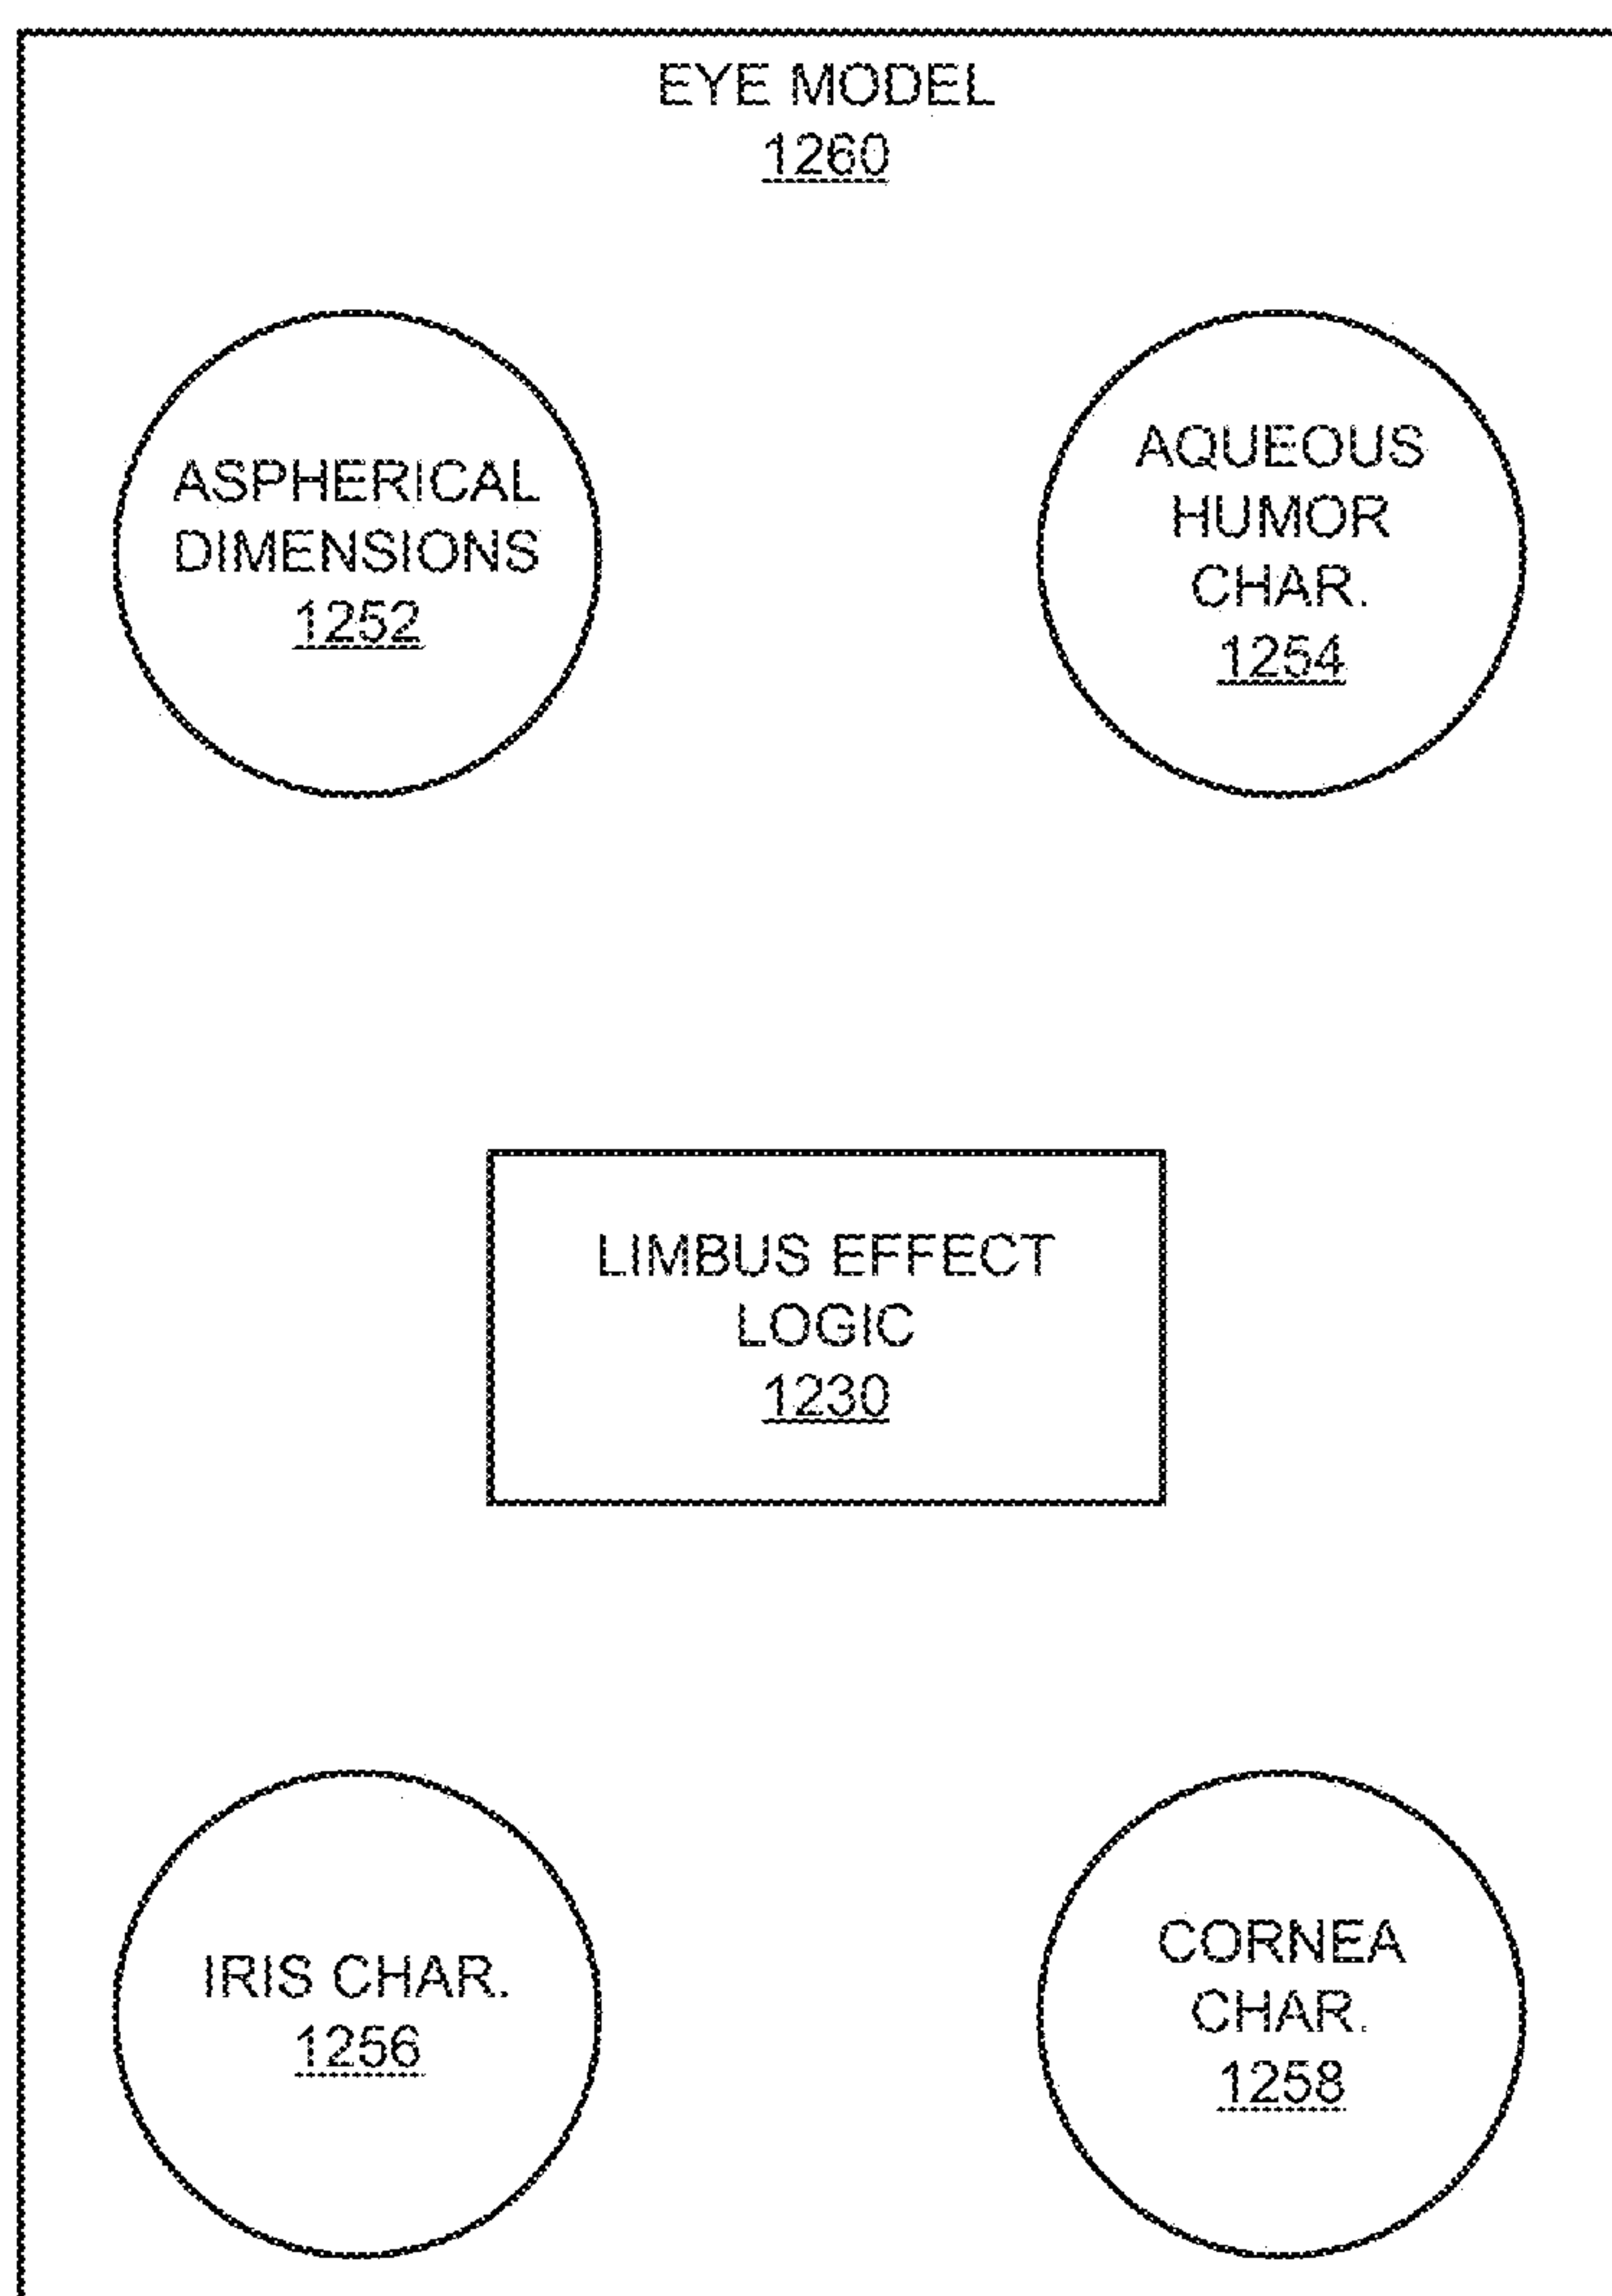 EYE MODEL
1260
ASPHERICAL
DIMENSIONS
1252
AQUEOUS
HUMOR
CHAR.
1254
LIMBUS EFFECT
LOGIC
1230
IRIS CHAR.
1256
CORNEA
CHAR.
1258